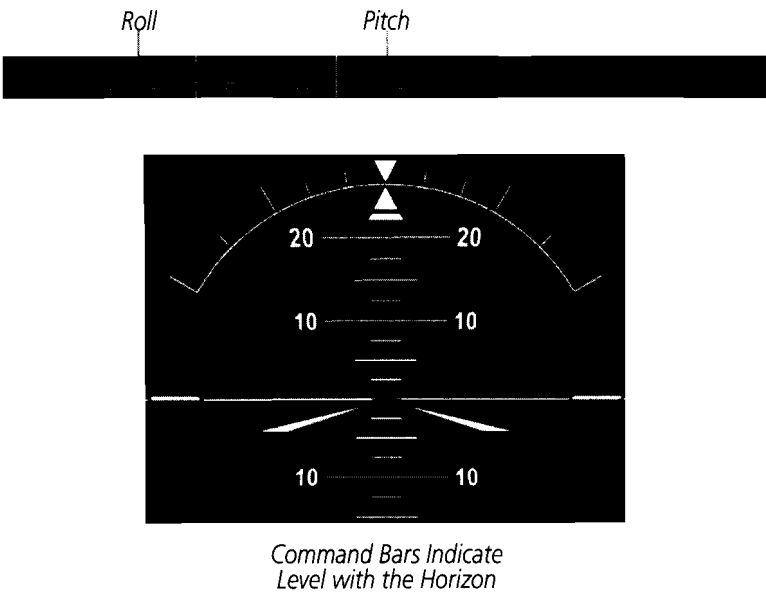 Roll Pitch
20 20
10 10
10 10
Command Bars Indicate
Level with the Horizon